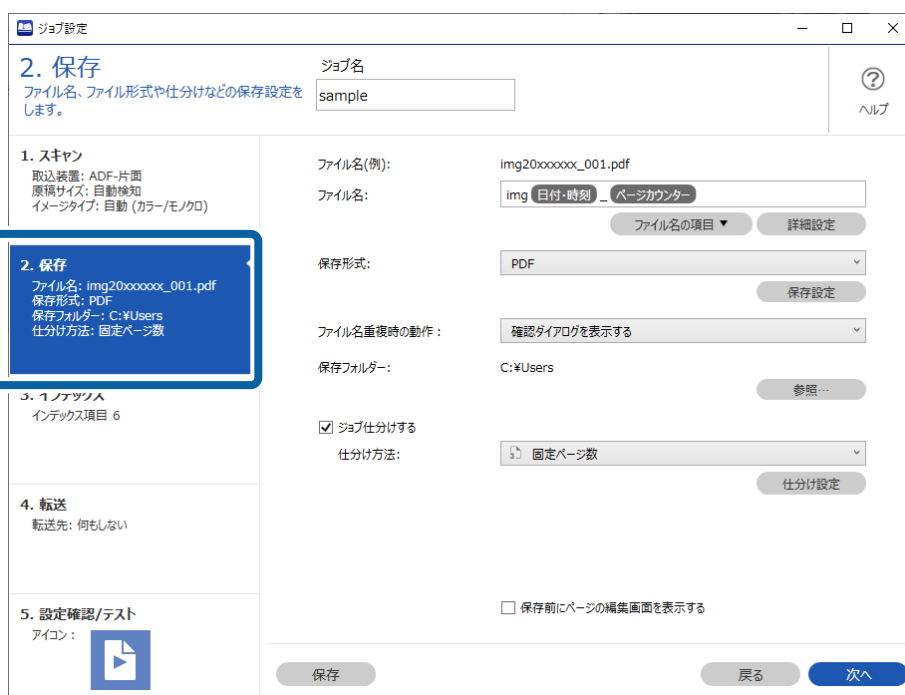 ジョブ設定
2. 保存
ファイル名、ファイル形式や仕分けなどの保存設定を
します。
ジョブ名
sample
ヘルプ
1. スキャン
取込装置: ADF-片面
原稿サイズ: 自動検知
イメージタイプ: 自動 (カラー/モノクロ)
2. 保存
ファイル名: img20xxxxxx_001.pdf
保存形式: PDF
保存フォルダー: C:¥Users
仕分け方法: 固定ページ数
3. インデックス
インデックス項目 6
4. 転送
転送先: 何もしない
5. 設定確認/テスト
アイコン :
ファイル名(例): img20xxxxxx_001.pdf
ファイル名: img 日付・時刻 _ ページカウンター
ファイル名の項目 ▼ 詳細設定
保存形式: PDF
保存設定
ファイル名重複時の動作 : 確認ダイアログを表示する
保存フォルダー: C:¥Users
参照…
ジョブ仕分けする
仕分け方法: 固定ページ数
仕分け設定
保存前にページの編集画面を表示する
保存 戻る 次へ